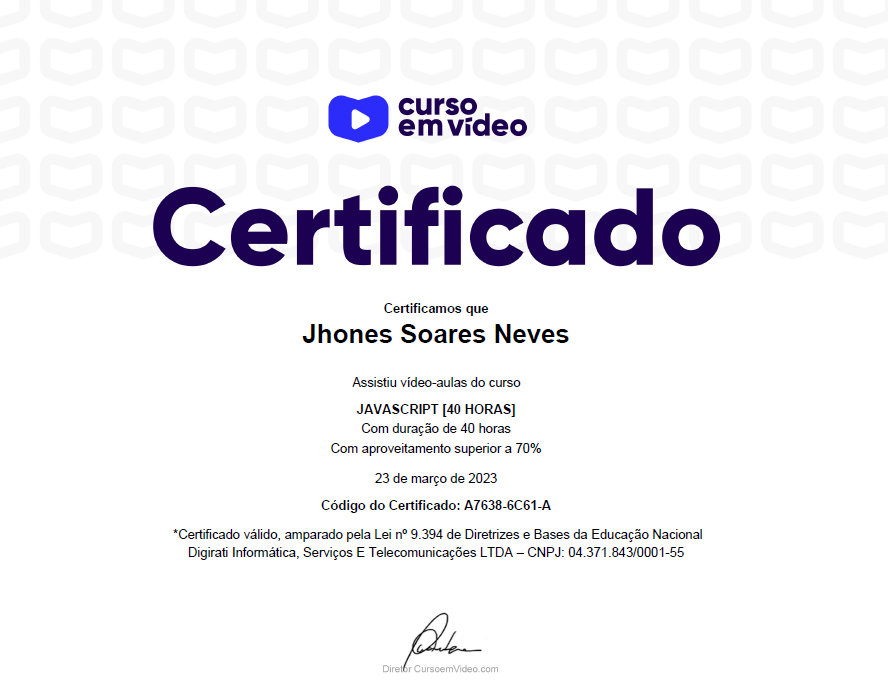 curso
em vídeo
Certificado
Certificamos que
Jhones Soares Neves
Assistiu vídeo-aulas do curso
JAVASCRIPT [40 HORAS]
Com duração de 40 horas
Com aproveitamento superior a 70%
23 de março de 2023
Código do Certificado: A7638-6C61-A
*Certificado válido, amparado pela Lei nº 9.394 de Diretrizes e Bases da Educação Nacional
Digirati Informática, Serviços E Telecomunicações LTDA – CNPJ: 04.371.843/0001-55
Diretor CursoemVideo.com